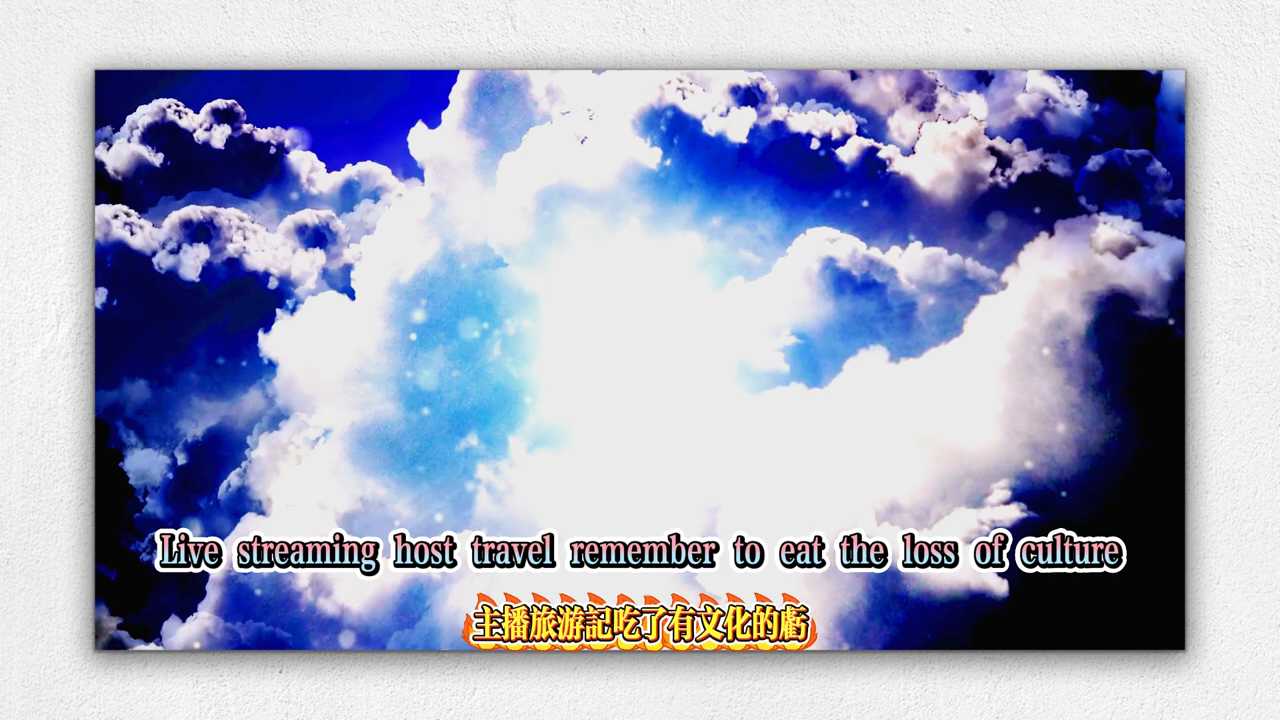 Live streaming host travel remember to eat the loss of culture
主播旅游記吃了有文化的虧